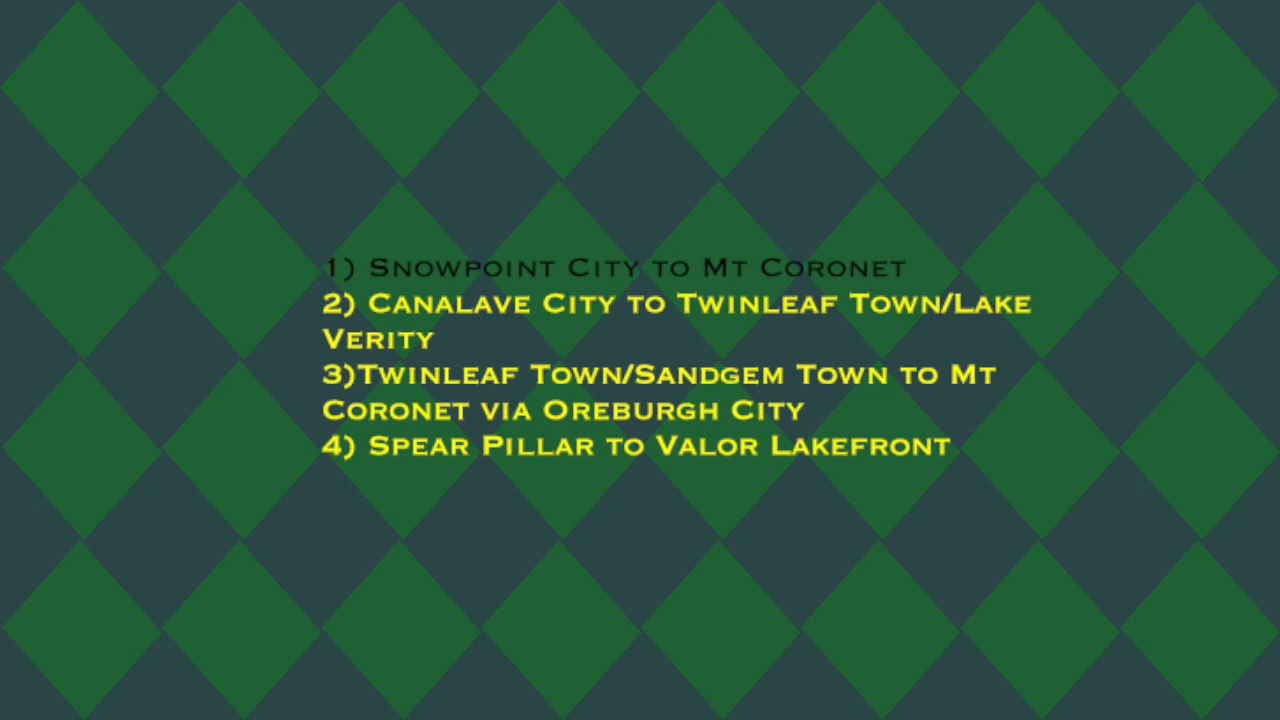 1) Snowpoint City to Mt Coronet
2) Canalave City to Twinleaf Town/Lake
Verity
3)Twinleaf Town/Sandgem Town to Mt
Coronet via Oreburgh City
4) Spear Pillar to Valor Lakefront